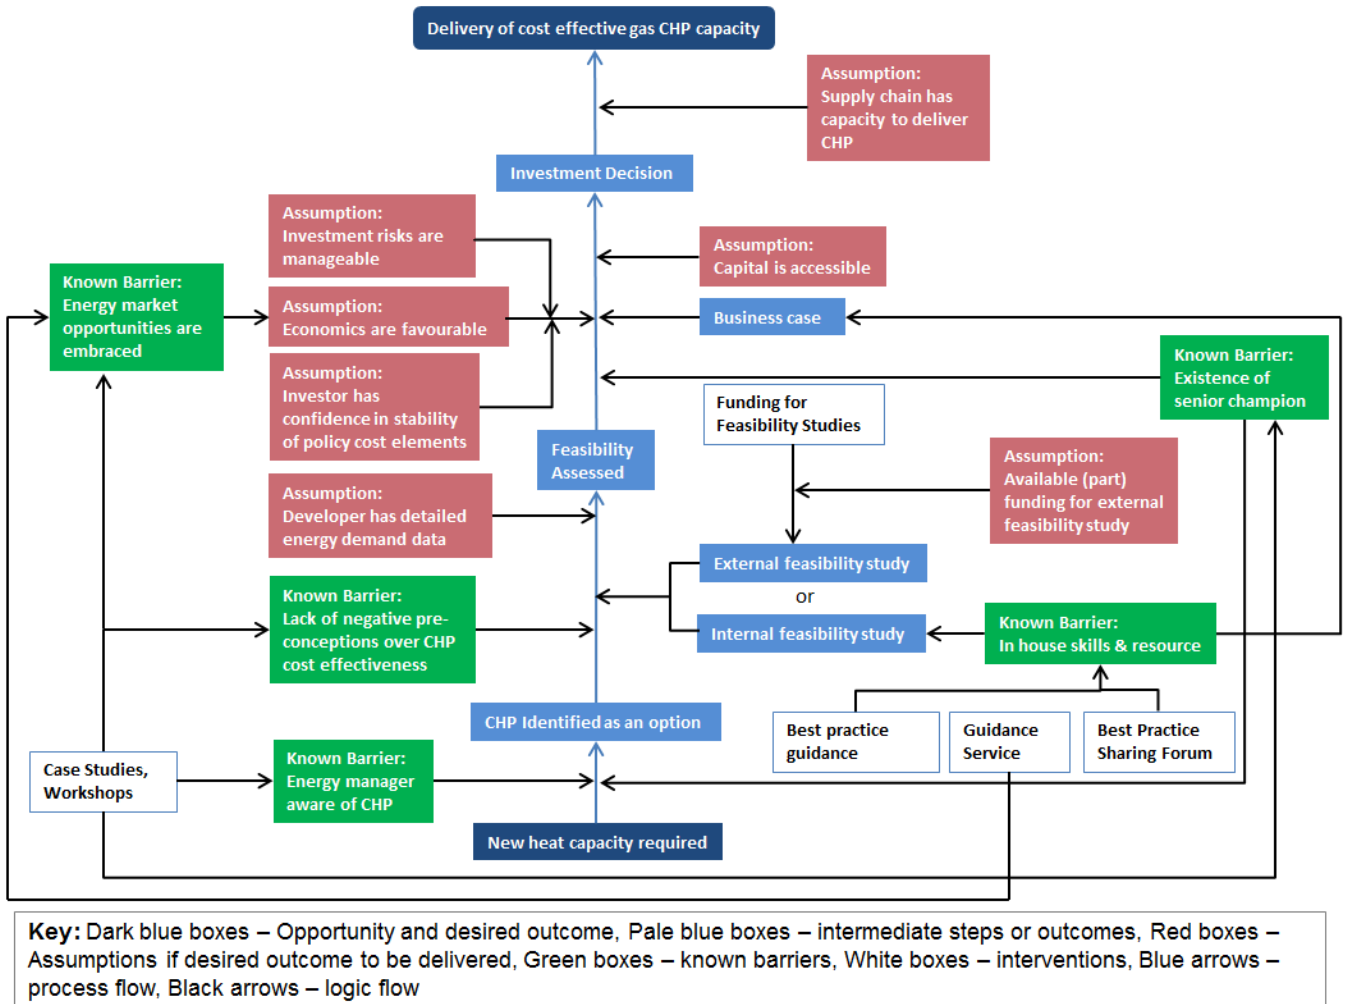 Delivery of cost effective gas CHP capacity
Assumption:
Supply chain has
capacity to deliver
CHP
Investment Decision
Assumption:
Investment risks are
manageable
Assumption:
Capital is accessible
Known Barrier:
Energy market
opportunities are
embraced
Assumption:
Economics are favourable
Business case
Known Barrier:
Existence of
senior champion
Assumption:
Investor has
confidence in stability
of policy cost elements
Funding for
Feasibility Studies
Feasibility
Assessed
Assumption:
Available (part)
funding for external
feasibility study
Assumption:
Developer has detailed
energy demand data
External feasibility study
or
Internal feasibility study
Known Barrier:
Lack of negative pre-
conceptions over CHP
cost effectiveness
Known Barrier:
In house skills & resource
CHP Identified as an option
Best practice
guidance
Guidance
Service
Best Practice
Sharing Forum
Case Studies,
Workshops
Known Barrier:
Energy manager
aware of CHP
New heat capacity required
Key: Dark blue boxes – Opportunity and desired outcome, Pale blue boxes – intermediate steps or outcomes, Red boxes –
Assumptions if desired outcome to be delivered, Green boxes – known barriers, White boxes – interventions, Blue arrows –
process flow, Black arrows – logic flow